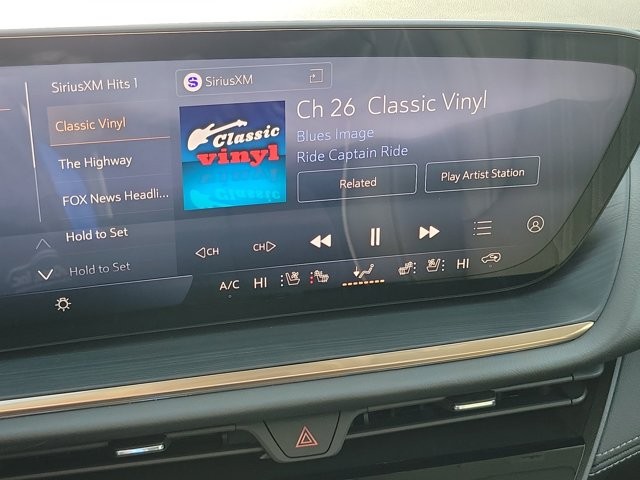 SiriusXM Hits 1
Classic Vinyl
The Highway
FOX News Headli...
Hold to Set
Hold to Set
S SiriusXM
Classic
vinyl
Ch 26 Classic Vinyl
Blues Image
Ride Captain Ride
Related
Play Artist Station
CH
CH
A/C HI
HI